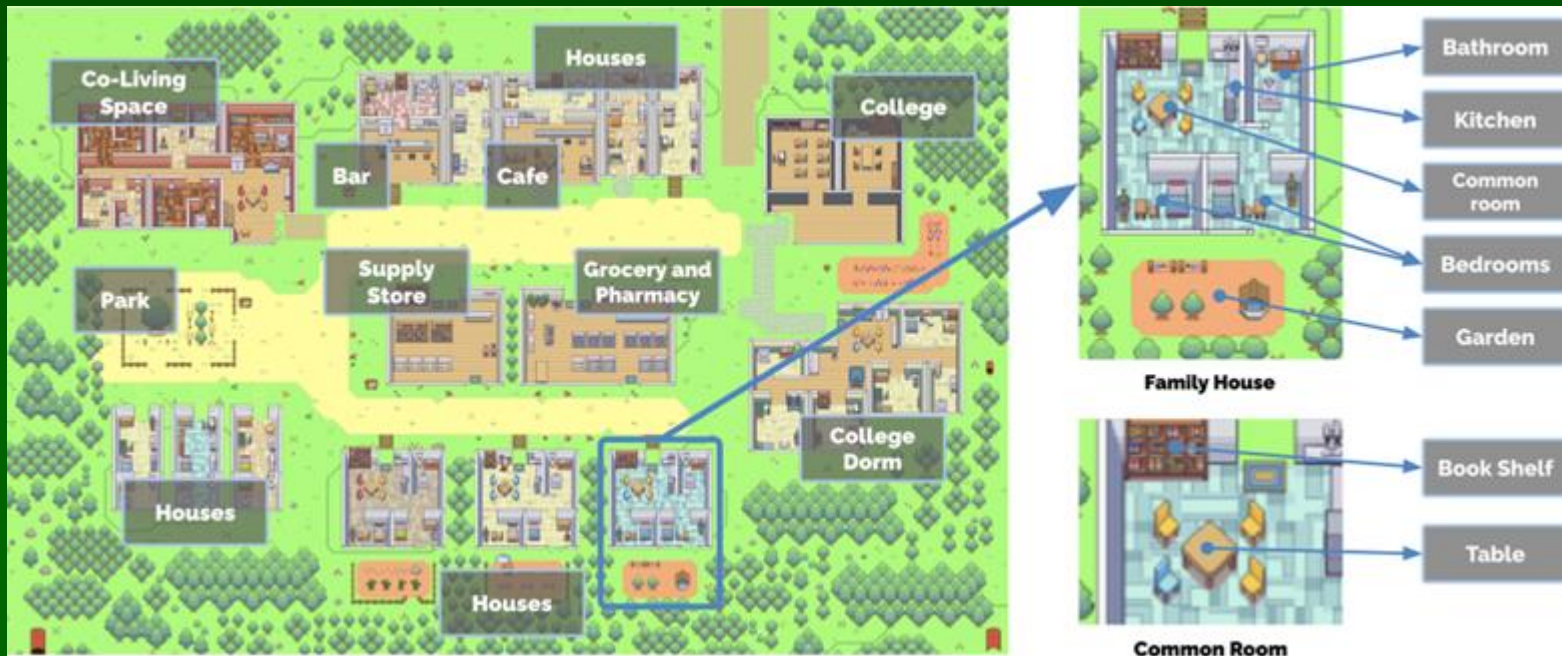 Houses
Co-Living
Space
College
Bar
Cafe
Supply
Store
Grocery and
Pharmacy
Park
College
Dorm
Houses
Houses
Bathroom
Kitchen
Common
room
Bedrooms
Garden
Family House
Book Shelf
Table
Common Room